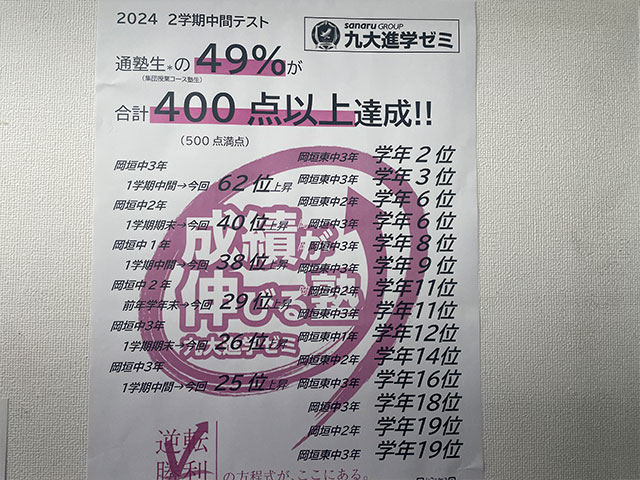 2024 2学期中間テスト
sanaru GROUP
九大進学ゼミ
通塾生*の49%が
(集団授業コース塾生)
合計400点以上達成!!
(500点満点)
岡垣中3年
1学期中間→今回 62位上昇
岡垣中2年
1学期期末→今回 40位上昇
岡垣中1年
1学期中間→今回 38位上昇
岡垣中2年
前年学年末→今回 29位上昇
岡垣中3年
1学期期末→今回 26位上昇
岡垣中3年
1学期中間→今回 25位上昇
岡垣東中3年 学年2位
岡垣東中3年 学年3位
岡垣東中2年 学年6位
岡垣中3年 学年6位
岡垣中3年 学年8位
岡垣東中3年 学年9位
岡垣中2年 学年11位
岡垣東中3年 学年11位
岡垣東中1年 学年12位
岡垣東中2年 学年14位
岡垣東中3年 学年16位
岡垣中3年 学年18位
岡垣中2年 学年19位
岡垣東中3年 学年19位
成績が
伸びる塾
九大進学ゼミ
逆転
勝利
の方程式が、ここにある。